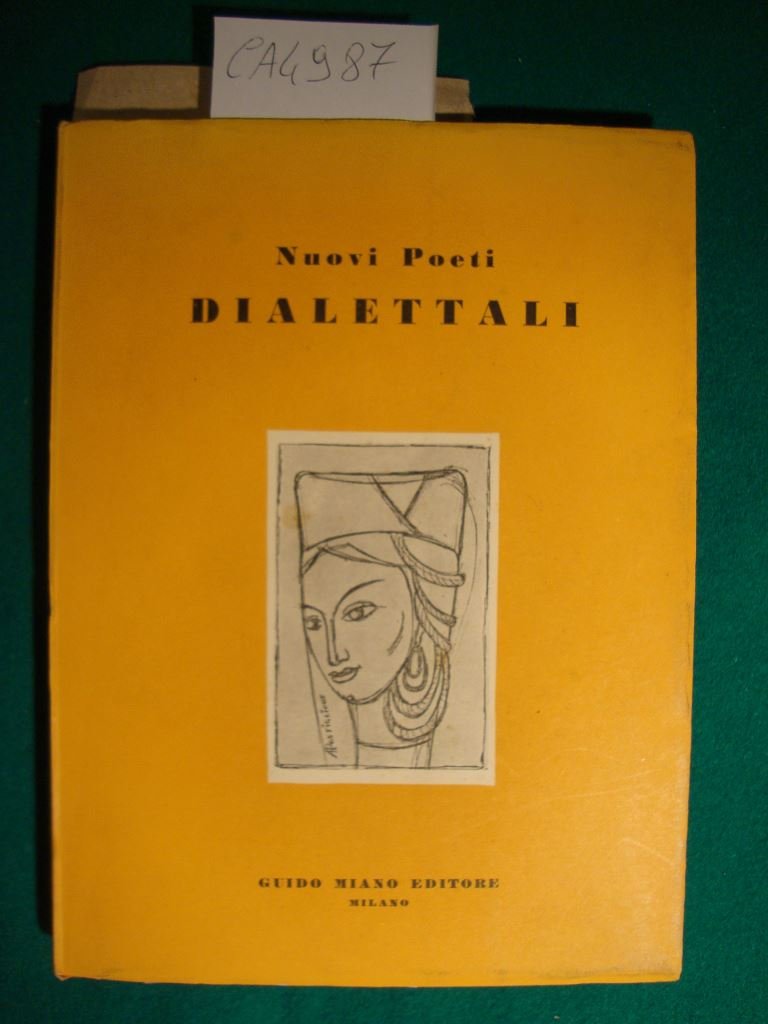 CA4987
Nuovi Poeti
DIALETTALI
GUIDO MIANO EDITORE
MILANO